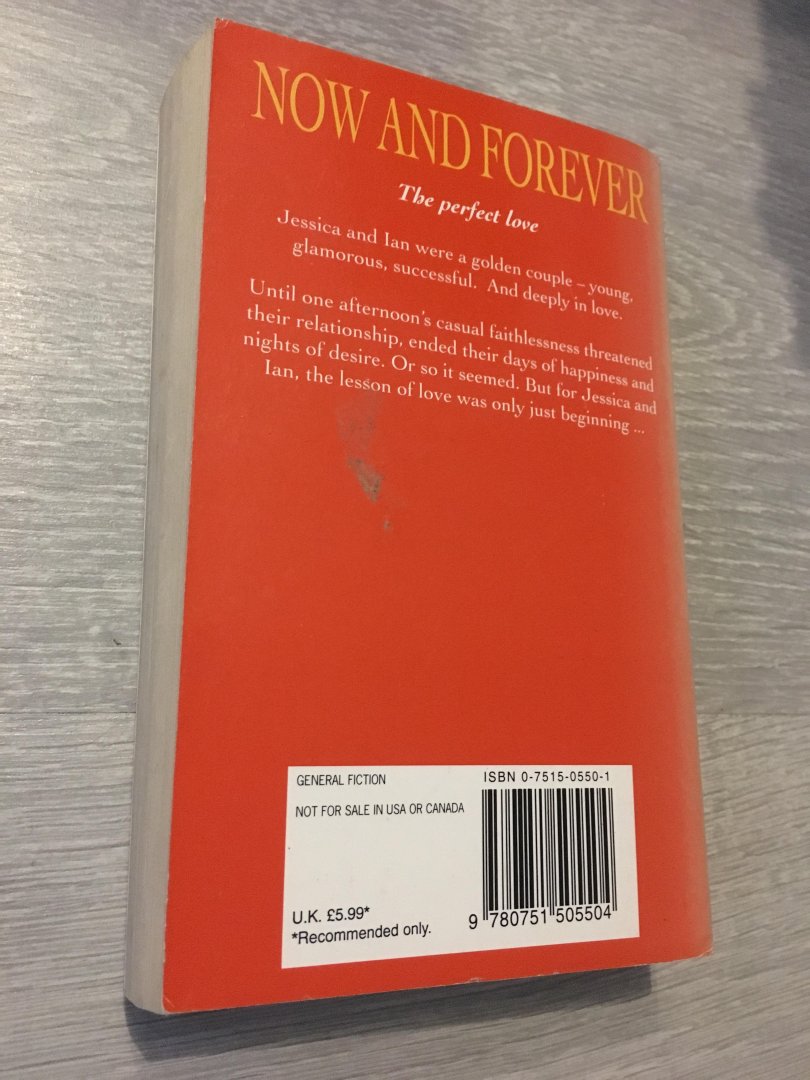 NOW AND FOREVER
The perfect love
Jessica and Ian were a golden couple – young,
glamorous, successful. And deeply in love.
Until one afternoon's casual faithlessness threatened
their relationship, ended their days of happiness and
nights of desire. Or so it seemed. But for Jessica and
Ian, the lesson of love was only just beginning ...
GENERAL FICTION
NOT FOR SALE IN USA OR CANADA
U.K. £5.99*
*Recommended only.
ISBN 0-7515-0550-1
9 780751 505504